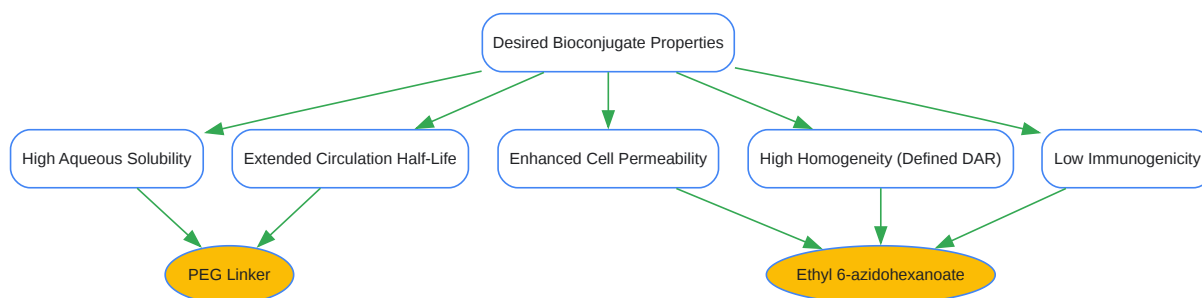 Desired Bioconjugate Properties
High Aqueous Solubility
Extended Circulation Half-Life
Enhanced Cell Permeability
High Homogeneity (Defined DAR)
Low Immunogenicity
PEG Linker
Ethyl 6-azidohexanoate